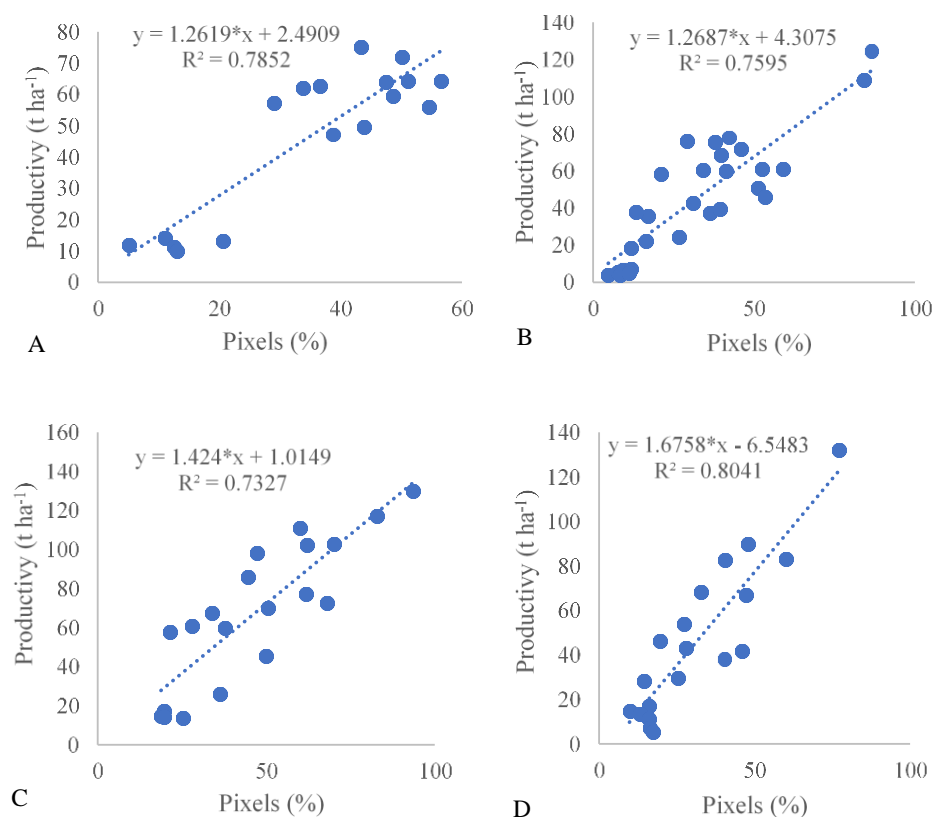 y = 1.2619*x + 2.4909
R² = 0.7852
80
70
60
50
40
30
20
10
0
Productivy (t ha⁻¹)
0 20 40 60
Pixels (%)
A
y = 1.2687*x + 4.3075
R² = 0.7595
140
120
100
80
60
40
20
0
Productivy (t ha⁻¹)
0 50 100
Pixels (%)
B
y = 1.424*x + 1.0149
R² = 0.7327
160
140
120
100
80
60
40
20
0
Productivy (t ha⁻¹)
0 50 100
Pixels (%)
C
y = 1.6758*x - 6.5483
R² = 0.8041
140
120
100
80
60
40
20
0
Productivy (t ha⁻¹)
0 50 100
Pixels (%)
D